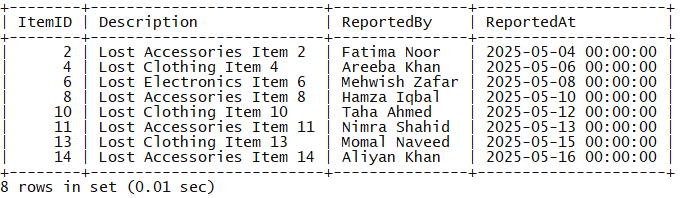 +--------+--------------------------+---------------+---------------------+
| ItemID | Description              | ReportedBy    | ReportedAt          |
+--------+--------------------------+---------------+---------------------+
|      2 | Lost Accessories Item 2  | Fatima Noor   | 2025-05-04 00:00:00 |
|      4 | Lost Clothing Item 4     | Areeba Khan   | 2025-05-06 00:00:00 |
|      6 | Lost Electronics Item 6  | Mehwish Zafar | 2025-05-08 00:00:00 |
|      8 | Lost Accessories Item 8  | Hamza Iqbal   | 2025-05-10 00:00:00 |
|     10 | Lost Clothing Item 10    | Taha Ahmed    | 2025-05-12 00:00:00 |
|     11 | Lost Accessories Item 11 | Nimra Shahid  | 2025-05-13 00:00:00 |
|     13 | Lost Clothing Item 13    | Momal Naveed  | 2025-05-15 00:00:00 |
|     14 | Lost Accessories Item 14 | Aliyan Khan   | 2025-05-16 00:00:00 |
+--------+--------------------------+---------------+---------------------+
8 rows in set (0.01 sec)